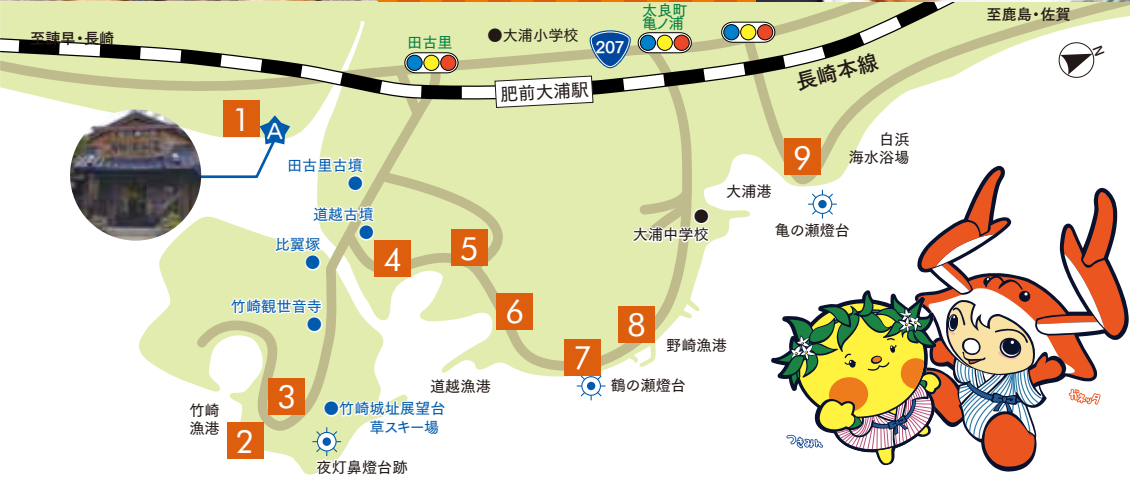 至諫早・長崎
田古里
大浦小学校
207
太良町
亀ノ浦
至鹿島・佐賀
長崎本線
肥前大浦駅
N
1
A
田古里古墳
道越古墳
比翼塚
竹崎観世音寺
4
5
6
7
8
9
白浜
海水浴場
大浦港
亀の瀬燈台
大浦中学校
野崎漁港
鶴の瀬燈台
道越漁港
3
2
竹崎
漁港
竹崎城址展望台
草スキー場
夜灯鼻燈台跡
つきみん
ガネッタ